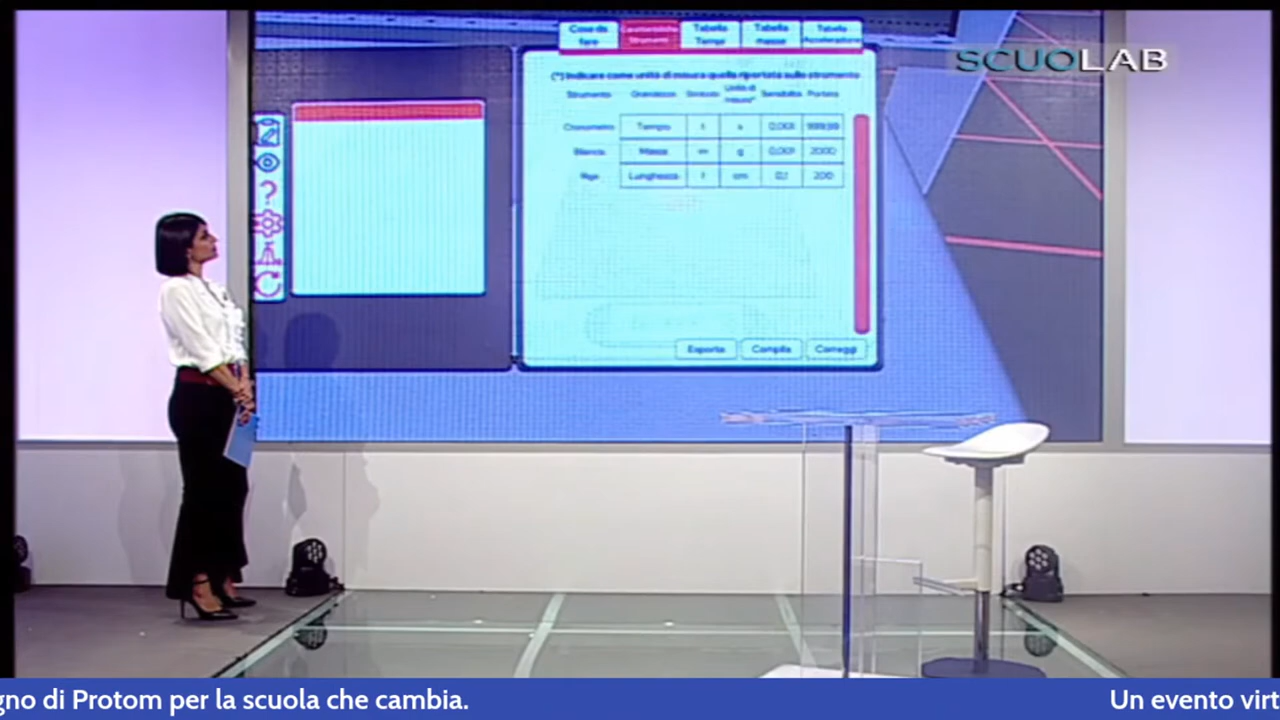 SCUOLAB
Cose da fare
Caratteristiche Strumenti
Tabella Tempi
Tabella masse
Tabella Accelerazione
(*) Indicare come unità di misura quella riportata sullo strumento
Strumento Grandezza Simbolo Unità di misura* Sensibilità Portata
Cronometro Tempo t s 0,001
Bilancia Massa m g 0,001 2000
Riga Lunghezza l cm 0,1 200
?
Esporta Compila Correggi
gno di Protom per la scuola che cambia. Un evento virt